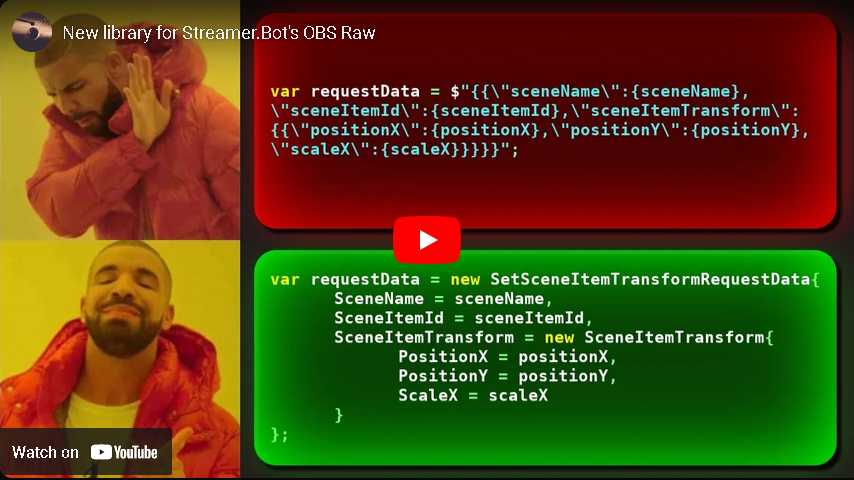 New library for Streamer.Bot's OBS Raw
var requestData = $"{{\"sceneName\":{sceneName},
\"sceneItemId\":{sceneItemId},\"sceneItemTransform\":
{{\"positionX\":{positionX},\"positionY\":{positionY},
\"scaleX\":{scaleX}}}}}";
var requestData = new SetSceneItemTransformRequestData{
SceneName = sceneName,
SceneItemId = sceneItemId,
SceneItemTransform = new SceneItemTransform{
PositionX = positionX,
PositionY = positionY,
ScaleX = scaleX
}
};
Watch on YouTube